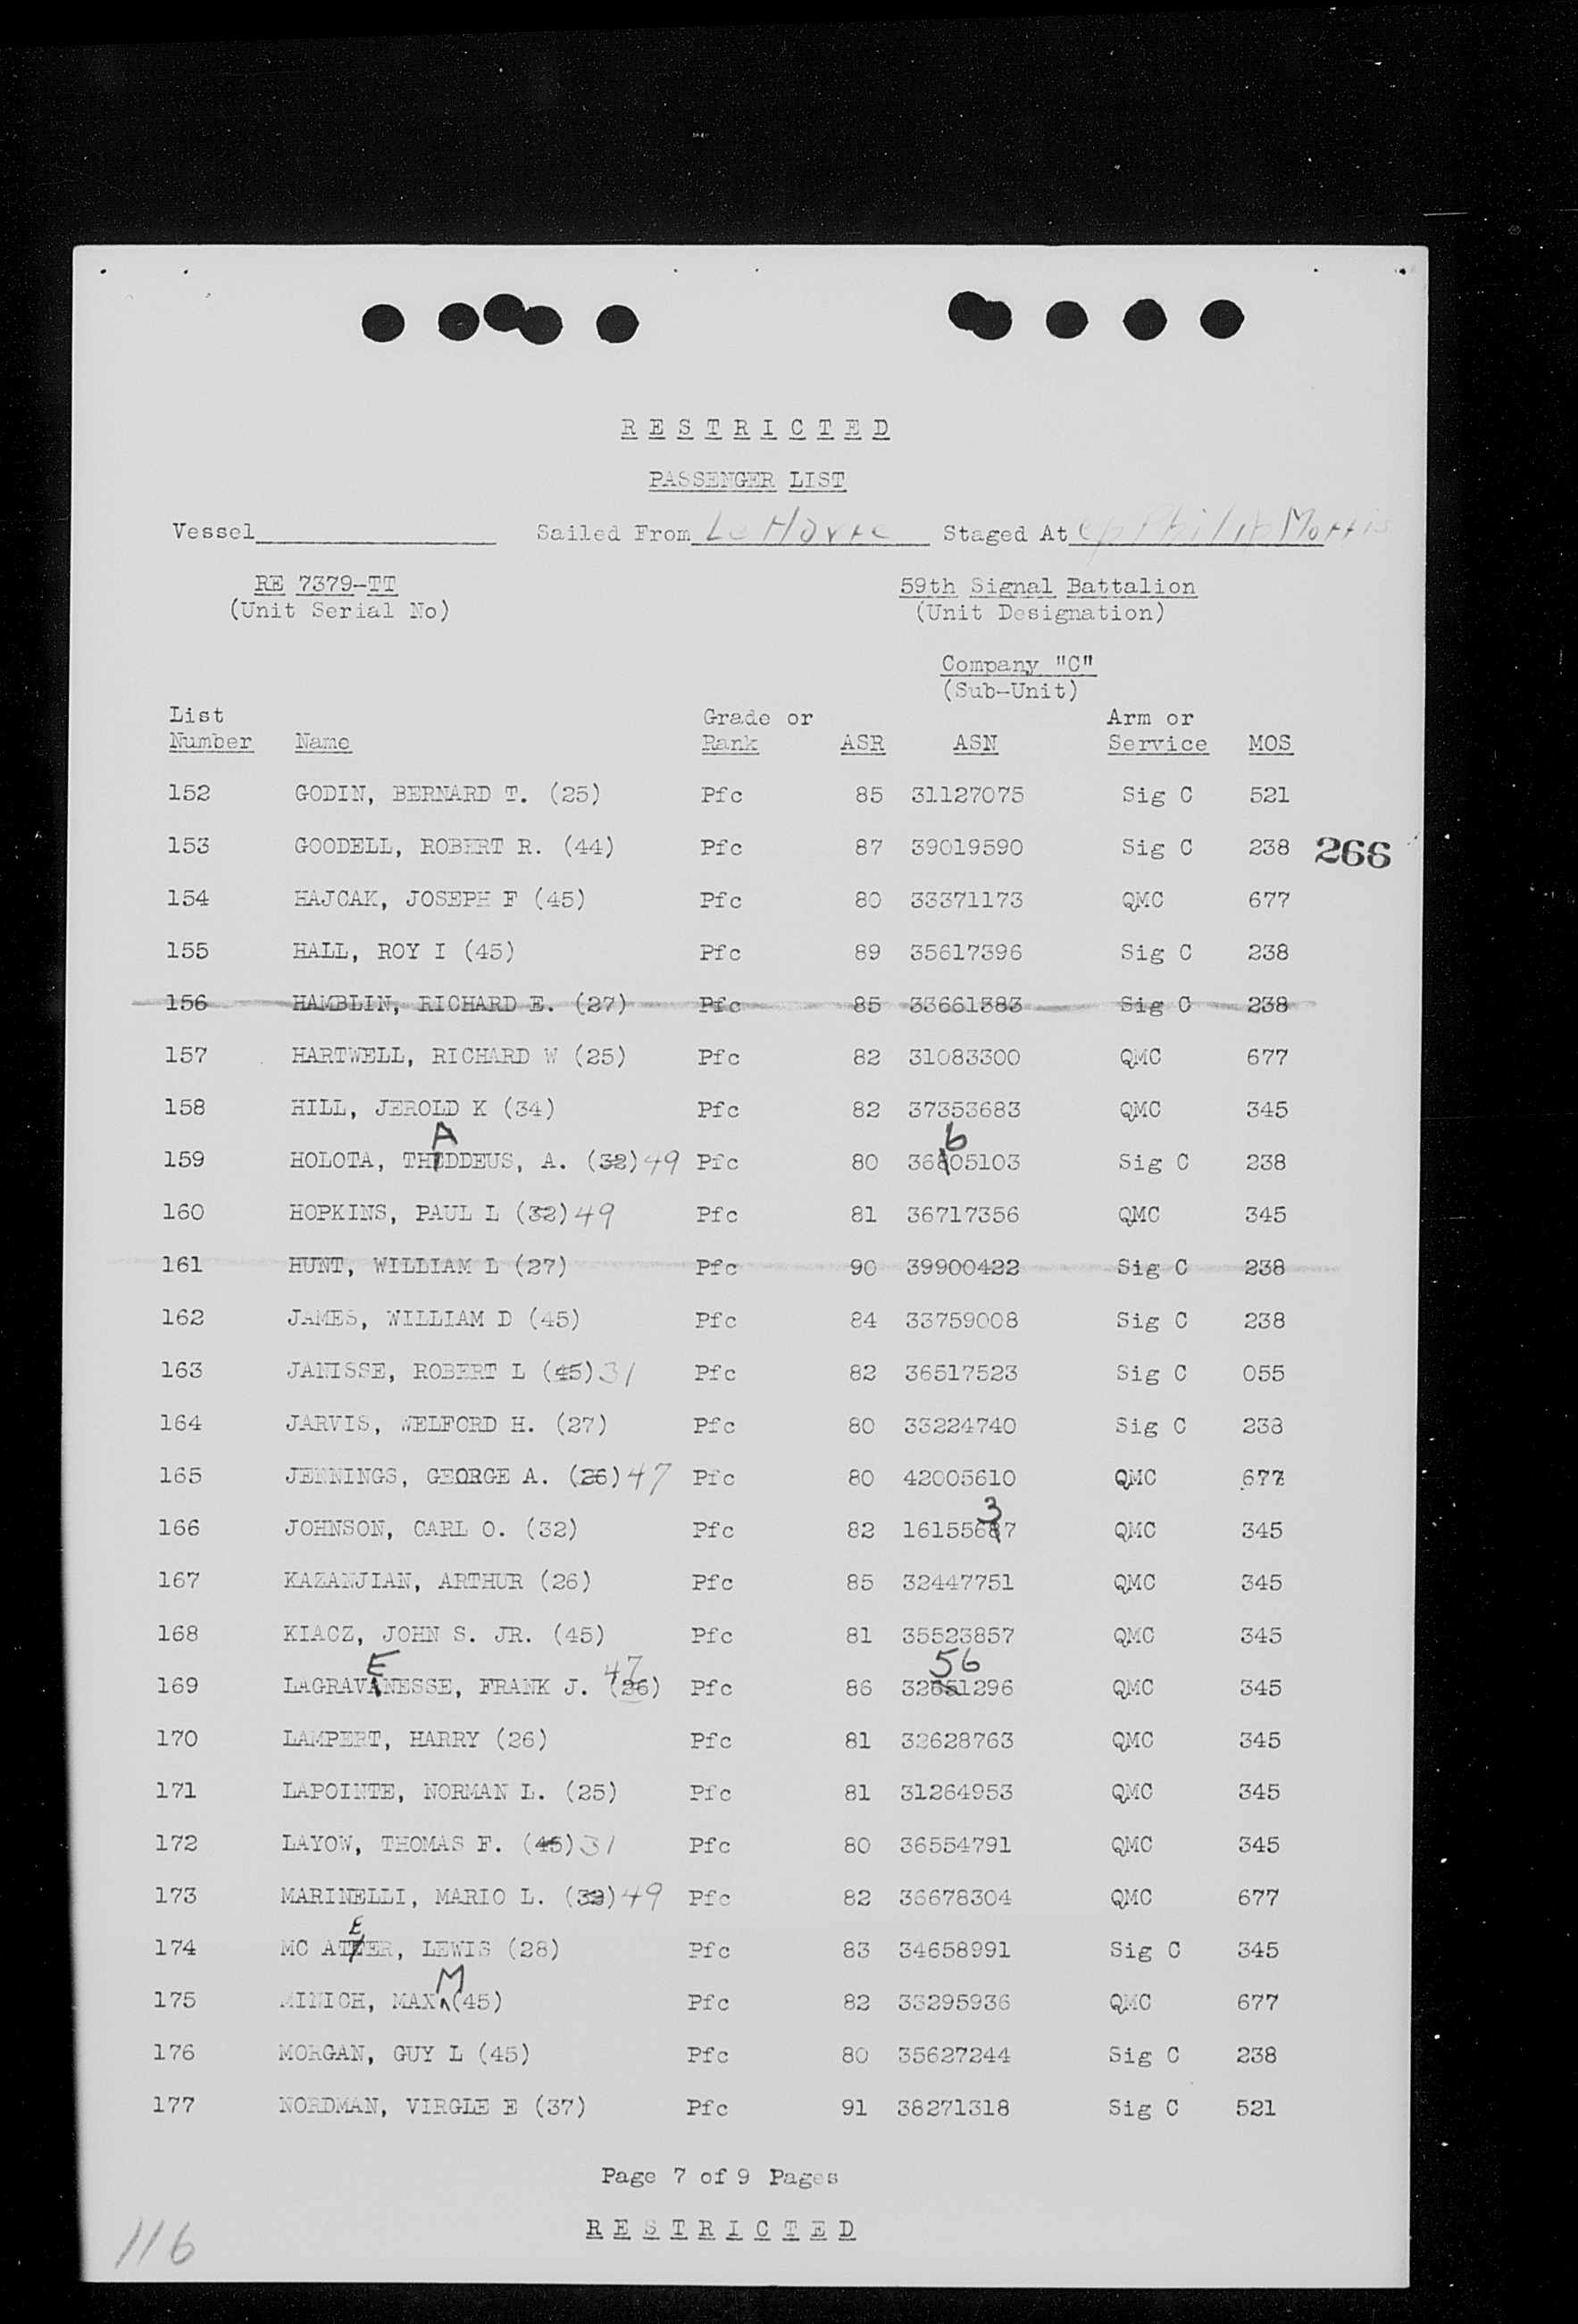 RESTRICTED
PASSENGER LIST
Vessel Sailed From Le Havre Staged At Cp Philip Morris
RE 7379-TT 59th Signal Battalion
(Unit Serial No) (Unit Designation)
Company "C"
(Sub-Unit)
List Grade or Arm or
Number Name Rank ASR ASN Service MOS
152 GODIN, BERNARD T. (25) Pfc 85 31127075 Sig C 521
153 GOODELL, ROBERT R. (44) Pfc 87 39019590 Sig C 238 266
154 HAJCAK, JOSEPH F (45) Pfc 80 33371173 QMC 677
155 HALL, ROY I (45) Pfc 89 35617396 Sig C 238
156 HAMBLIN, RICHARD E. (27) Pfc 85 33661383 Sig C 238
157 HARTWELL, RICHARD W (25) Pfc 82 31083300 QMC 677
158 HILL, JEROLD K (34) Pfc 82 37353683 QMC 345
A 6
159 HOLOTA, THEDDEUS, A. (32) 49 Pfc 80 36805103 Sig C 238
160 HOPKINS, PAUL L (32) 49 Pfc 81 36717356 QMC 345
161 HUNT, WILLIAM L (27) Pfc 90 39900422 Sig C 238
162 JAMES, WILLIAM D (45) Pfc 84 33759008 Sig C 238
163 JANISSE, ROBERT L (45) 31 Pfc 82 36517523 Sig C 055
164 JARVIS, WELFORD H. (27) Pfc 80 33224740 Sig C 238
165 JENNINGS, GEORGE A. (26) 47 Pfc 80 42005610 QMC 677
3
166 JOHNSON, CARL O. (32) Pfc 82 16155687 QMC 345
167 KAZANJIAN, ARTHUR (26) Pfc 85 32447751 QMC 345
168 KIACZ, JOHN S. JR. (45) Pfc 81 35523857 QMC 345
E 47 56
169 LAGRAVANESSE, FRANK J. (26) Pfc 86 32651296 QMC 345
170 LAMPERT, HARRY (26) Pfc 81 32628763 QMC 345
171 LAPOINTE, NORMAN L. (25) Pfc 81 31264953 QMC 345
172 LAYOW, THOMAS F. (45) 31 Pfc 80 36554791 QMC 345
173 MARINELLI, MARIO L. (32) 49 Pfc 82 36678304 QMC 677
E
174 MC ATEER, LEWIS (28) Pfc 83 34658991 Sig C 345
M
175 MINICH, MAX (45) Pfc 82 33295936 QMC 677
176 MORGAN, GUY L (45) Pfc 80 35627244 Sig C 238
177 NORDMAN, VIRGLE E (37) Pfc 91 38271318 Sig C 521
Page 7 of 9 Pages
RESTRICTED
116